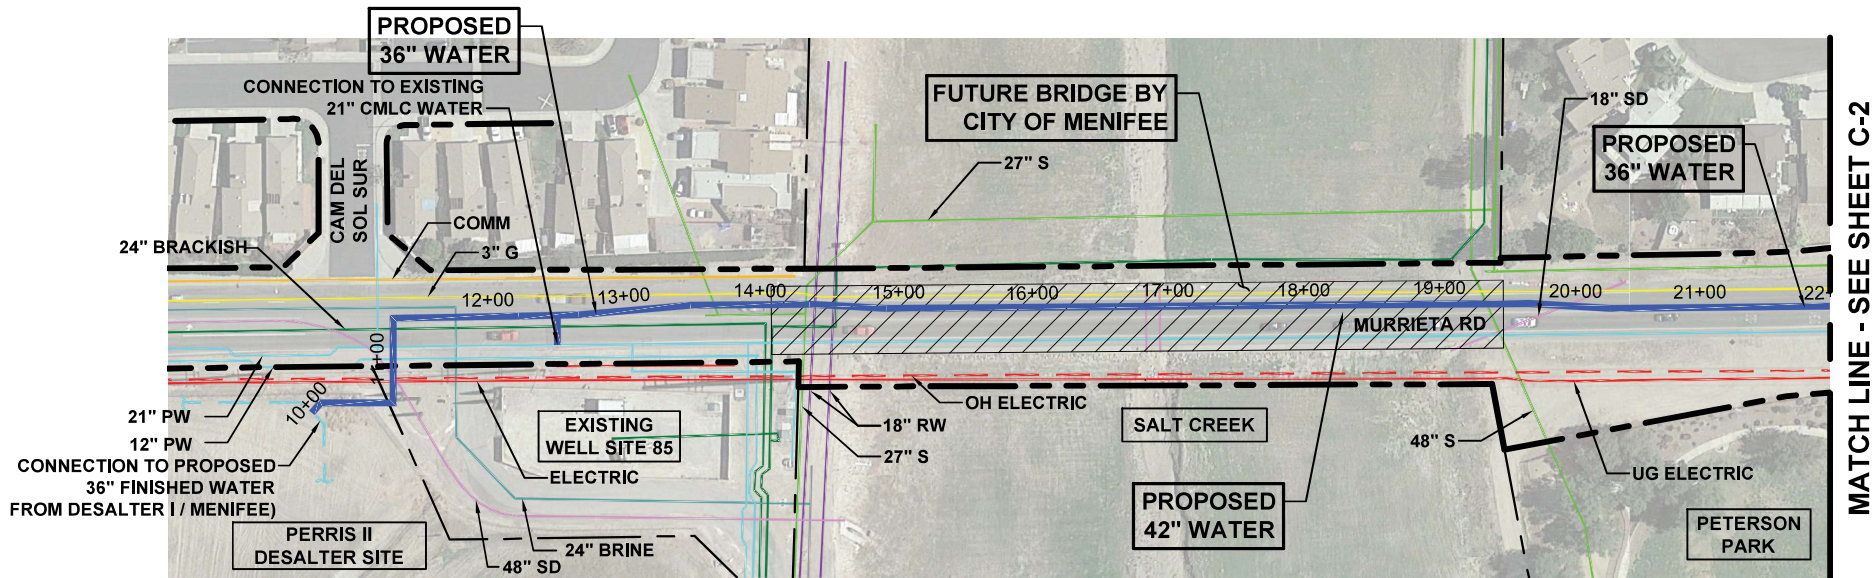 PROPOSED
36" WATER
CONNECTION TO EXISTING
21" CMLC WATER
FUTURE BRIDGE BY
CITY OF MENIFEE
18" SD
PROPOSED
36" WATER
27" S
CAM DEL
SOL SUR
COMM
24" BRACKISH
3" G
12+00
13+00
14+00
15+00
16+00
17+00
18+00
19+00
20+00
21+00
22+
MURRIETA RD
11+00
10+00
21" PW
12" PW
CONNECTION TO PROPOSED
36" FINISHED WATER
FROM DESALTER I / MENIFEE)
EXISTING
WELL SITE 85
ELECTRIC
OH ELECTRIC
18" RW
27" S
SALT CREEK
48" S
UG ELECTRIC
PROPOSED
42" WATER
PERRIS II
DESALTER SITE
24" BRINE
48" SD
PETERSON
PARK
MATCH LINE - SEE SHEET C-2